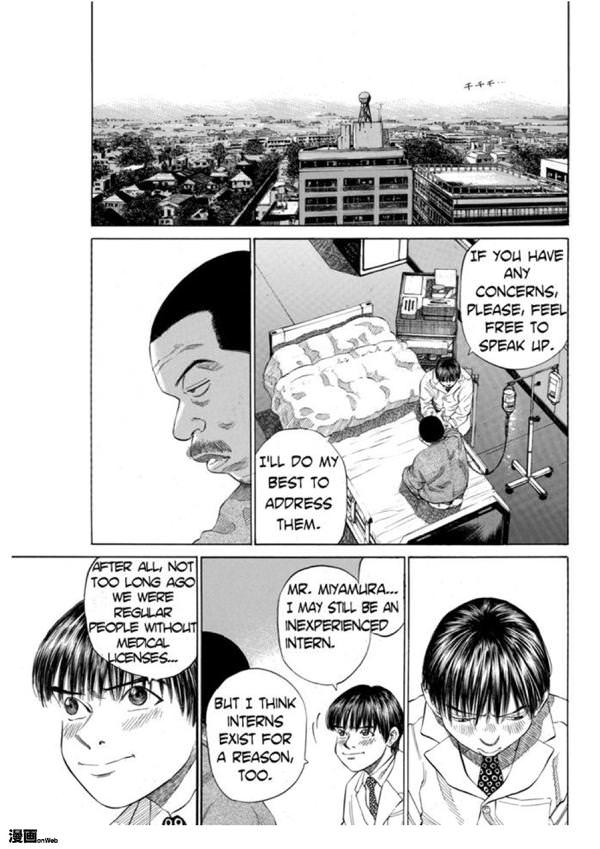 チチチ…
IF YOU HAVE
ANY
CONCERNS,
PLEASE, FEEL
FREE TO
SPEAK UP.
I'LL DO MY
BEST TO
ADDRESS
THEM.
MR. MIYAMURA...
I MAY STILL BE AN
INEXPERIENCED
INTERN.
BUT I THINK
INTERNS
EXIST FOR
A REASON,
TOO.
AFTER ALL, NOT
TOO LONG AGO
WE WERE
REGULAR
PEOPLE WITHOUT
MEDICAL
LICENSES...
漫画onWeb